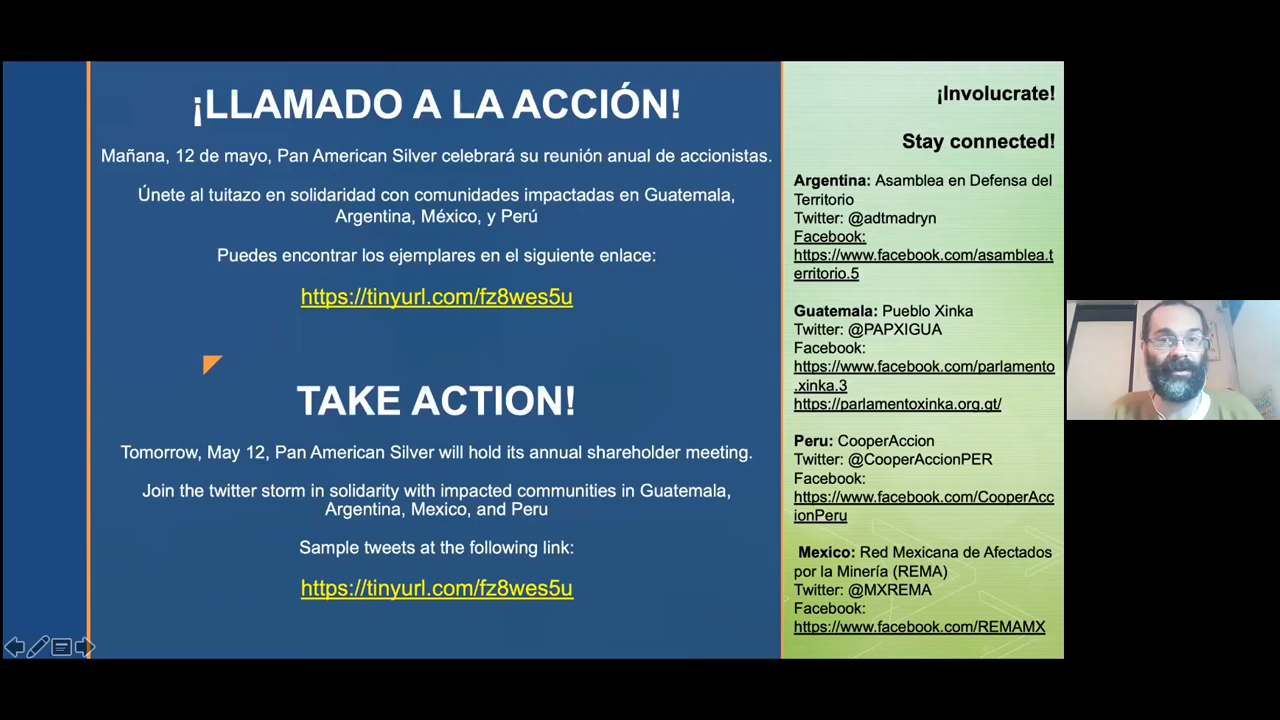 ¡LLAMADO A LA ACCIÓN!
Mañana, 12 de mayo, Pan American Silver celebrará su reunión anual de accionistas.
Únete al tuitazo en solidaridad con comunidades impactadas en Guatemala,
Argentina, México, y Perú
Puedes encontrar los ejemplares en el siguiente enlace:
https://tinyurl.com/fz8wes5u
TAKE ACTION!
Tomorrow, May 12, Pan American Silver will hold its annual shareholder meeting.
Join the twitter storm in solidarity with impacted communities in Guatemala,
Argentina, Mexico, and Peru
Sample tweets at the following link:
https://tinyurl.com/fz8wes5u
¡Involucrate!
Stay connected!
Argentina: Asamblea en Defensa del
Territorio
Twitter: @adtmadryn
Facebook:
https://www.facebook.com/asamblea.t
erritorio.5
Guatemala: Pueblo Xinka
Twitter: @PAPXIGUA
Facebook:
https://www.facebook.com/parlamento
.xinka.3
https://parlamentoxinka.org.gt/
Peru: CooperAccion
Twitter: @CooperAccionPER
Facebook:
https://www.facebook.com/CooperAcc
ionPeru
Mexico: Red Mexicana de Afectados
por la Minería (REMA)
Twitter: @MXREMA
Facebook:
https://www.facebook.com/REMAMX